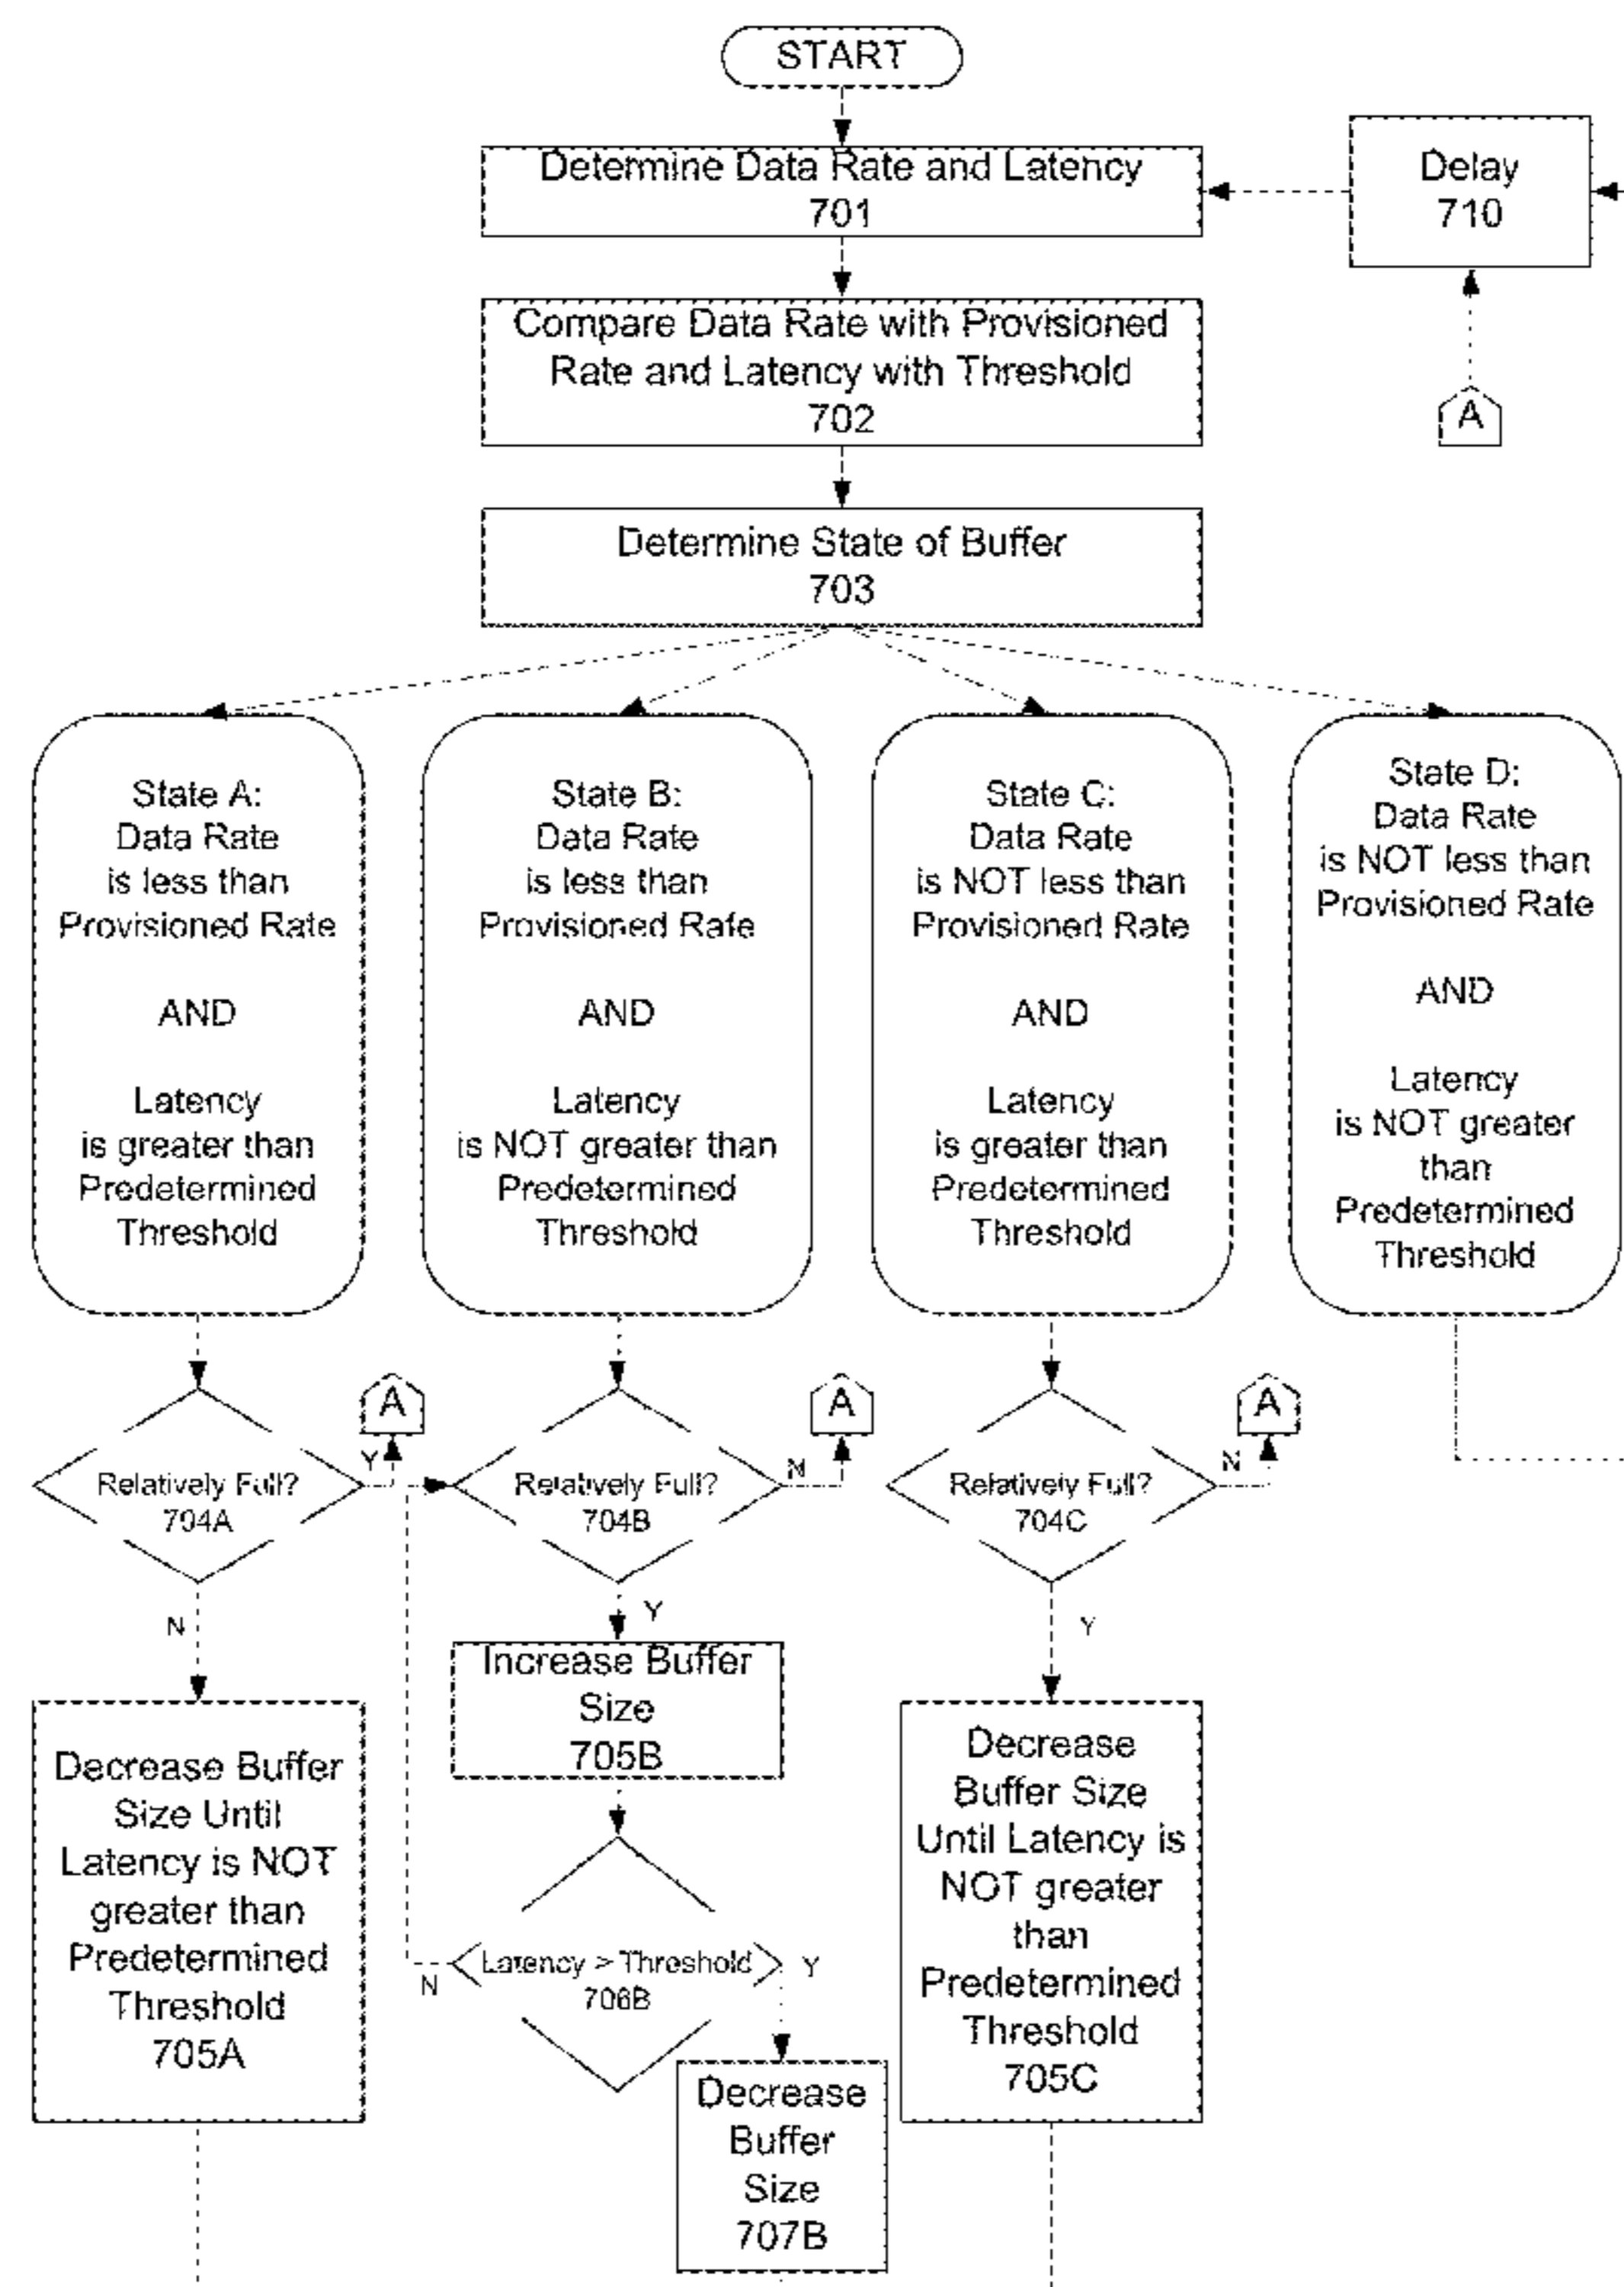 START
Determine Data Rate and Latency
701
Delay
710
Compare Data Rate with Provisioned
Rate and Latency with Threshold
702
A
Determine State of Buffer
703
State A:
Data Rate
is less than
Provisioned Rate
AND
Latency
is greater than
Predetermined
Threshold
State B:
Data Rate
is less than
Provisioned Rate
AND
Latency
is NOT greater than
Predetermined
Threshold
State C:
Data Rate
is NOT less than
Provisioned Rate
AND
Latency
is greater than
Predetermined
Threshold
State D:
Data Rate
is NOT less than
Provisioned Rate
AND
Latency
is NOT greater
than
Predetermined
Threshold
Relatively Full?
704A
Y
A
N
Relatively Full?
704B
N
A
Y
Relatively Full?
704C
N
A
Y
Decrease Buffer
Size Until
Latency is NOT
greater than
Predetermined
Threshold
705A
Increase Buffer
Size
705B
Latency > Threshold
706B
N
Y
Decrease
Buffer
Size
707B
Decrease
Buffer Size
Until Latency is
NOT greater
than
Predetermined
Threshold
705C